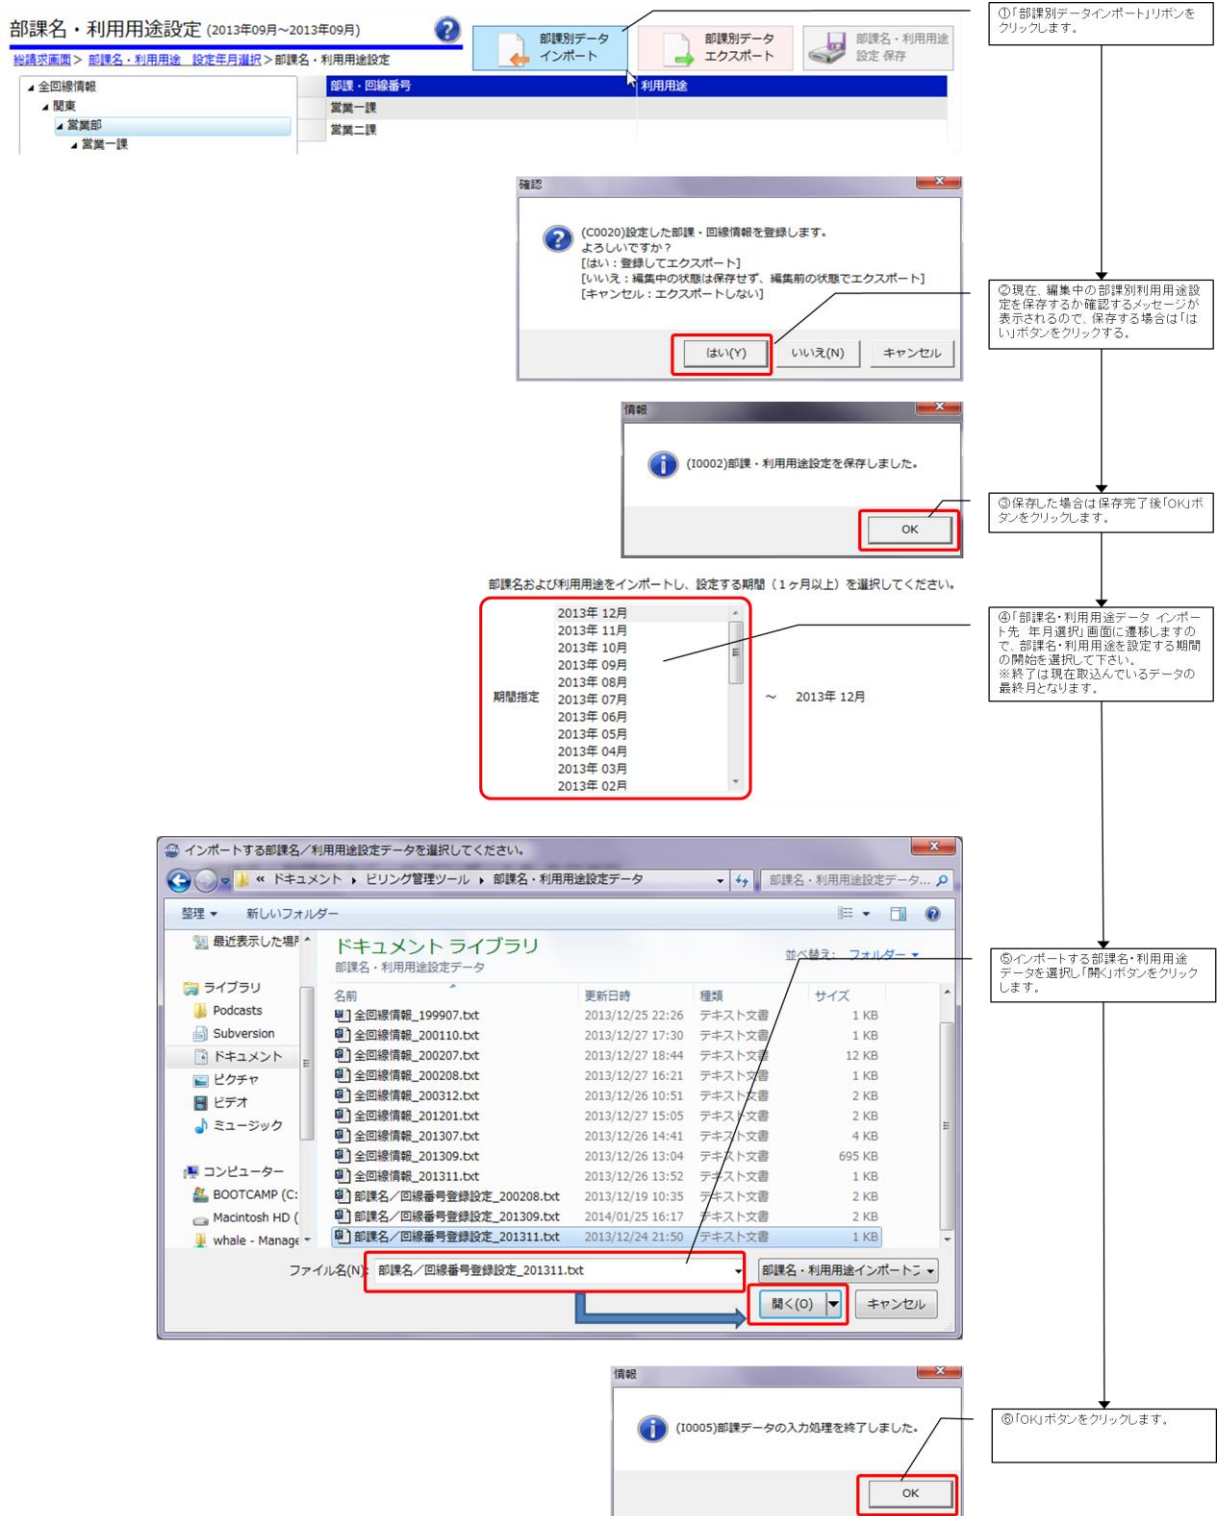 部課名・利用用途設定 (2013年09月～2013年09月)
部課別データ
インポート
部課別データ
エクスポート
部課名・利用用途
設定 保存
総請求画面> 部課名・利用用途 設定年月選択>部課名・利用用途設定
全回線情報
関東
営業部
営業一課
部課・回線番号
利用用途
営業一課
営業二課
①「部課別データインポート」リボンを
クリックします。
確認
(C0020)設定した部課・回線情報を登録します。
よろしいですか？
[はい：登録してエクスポート]
[いいえ：編集中の状態は保存せず、編集前の状態でエクスポート]
[キャンセル：エクスポートしない]
はい(Y)
いいえ(N)
キャンセル
②現在、編集中の部課別利用用途設
定を保存するか確認するメッセージが
表示されるので、保存する場合は「は
い」ボタンをクリックする。
情報
(I0002)部課・利用用途設定を保存しました。
OK
③保存した場合は保存完了後「OK」ボ
タンをクリックします。
部課名および利用用途をインポートし、設定する期間（１ヶ月以上）を選択してください。
期間指定
2013年 12月
2013年 11月
2013年 10月
2013年 09月
2013年 08月
2013年 07月
2013年 06月
2013年 05月
2013年 04月
2013年 03月
2013年 02月
～ 2013年 12月
④「部課名・利用用途データ インポー
ト先 年月選択」画面に遷移しますの
で、部課名・利用用途を設定する期間
の開始を選択して下さい。
※終了は現在取込んでいるデータの
最終月となります。
インポートする部課名／利用用途設定データを選択してください。
« ドキュメント ▸ ビリング管理ツール ▸ 部課名・利用用途設定データ
部課名・利用用途設定データ...
整理 ▼ 新しいフォルダー
最近表示した場所
ライブラリ
Podcasts
Subversion
ドキュメント
ピクチャ
ビデオ
ミュージック
コンピューター
BOOTCAMP (C:
Macintosh HD (
whale - Manage
ドキュメント ライブラリ
部課名・利用用途設定データ
並べ替え: フォルダー ▼
名前 更新日時 種類 サイズ
全回線情報_199907.txt 2013/12/25 22:26 テキスト文書 1 KB
全回線情報_200110.txt 2013/12/27 17:30 テキスト文書 1 KB
全回線情報_200207.txt 2013/12/27 18:44 テキスト文書 12 KB
全回線情報_200208.txt 2013/12/27 16:21 テキスト文書 1 KB
全回線情報_200312.txt 2013/12/26 10:51 テキスト文書 2 KB
全回線情報_201201.txt 2013/12/27 15:05 テキスト文書 2 KB
全回線情報_201307.txt 2013/12/26 14:41 テキスト文書 4 KB
全回線情報_201309.txt 2013/12/26 13:04 テキスト文書 695 KB
全回線情報_201311.txt 2013/12/26 13:52 テキスト文書 1 KB
部課名／回線番号登録設定_200208.txt 2013/12/19 10:35 テキスト文書 2 KB
部課名／回線番号登録設定_201309.txt 2014/01/25 16:17 テキスト文書 2 KB
部課名／回線番号登録設定_201311.txt 2013/12/24 21:50 テキスト文書 1 KB
ファイル名(N): 部課名／回線番号登録設定_201311.txt
部課名・利用用途インポートフ
開く(O)
キャンセル
⑤インポートする部課名・利用用途
データを選択し「開く」ボタンをクリック
します。
情報
(I0005)部課データの入力処理を終了しました。
OK
⑥「OK」ボタンをクリックします。